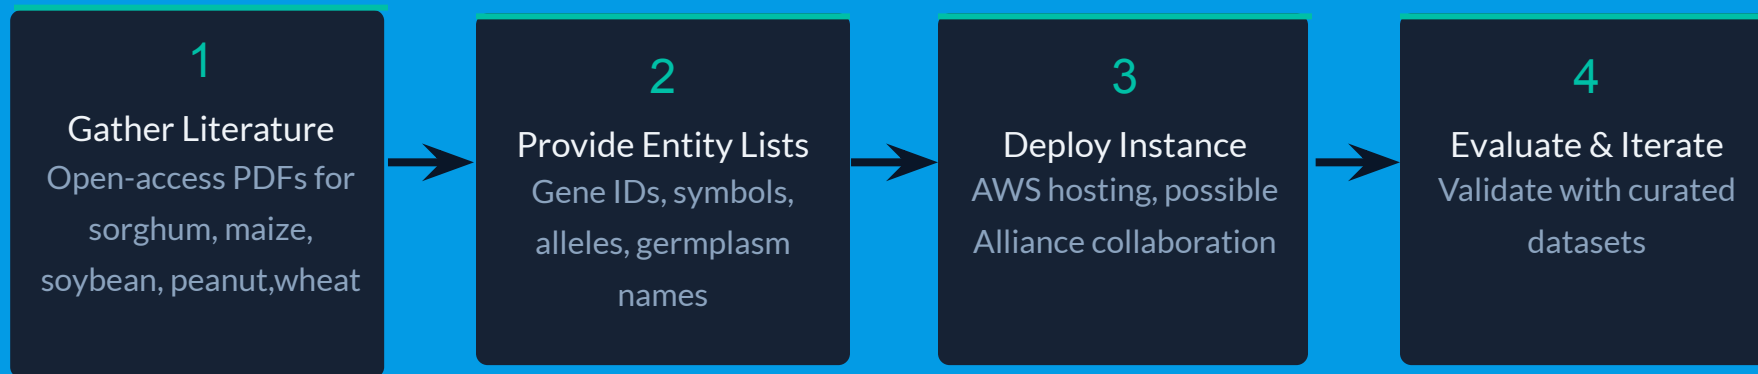 1
Gather Literature
Open-access PDFs for
sorghum, maize,
soybean, peanut,wheat
2
Provide Entity Lists
Gene IDs, symbols,
alleles, germplasm
names
3
Deploy Instance
AWS hosting, possible
Alliance collaboration
4
Evaluate & Iterate
Validate with curated
datasets